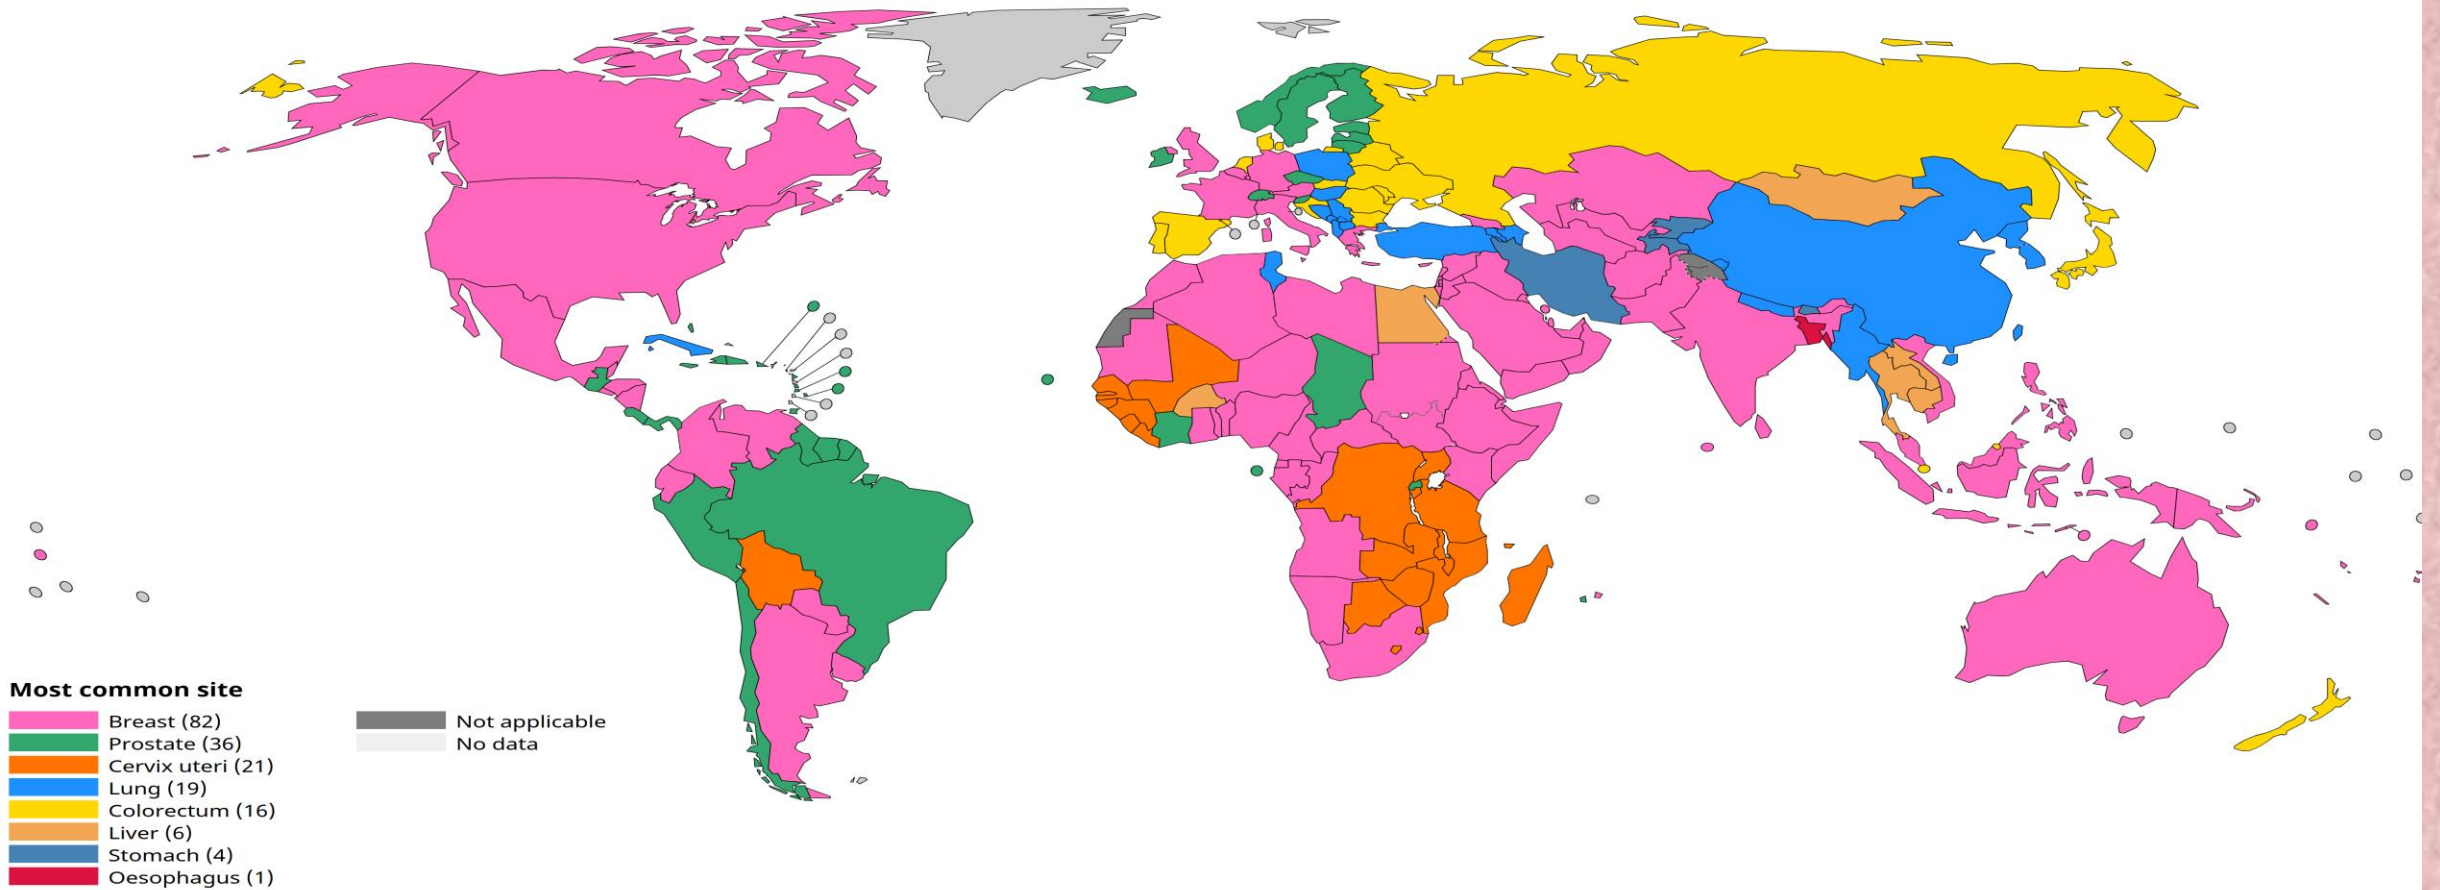 Most common site
Breast (82)
Prostate (36)
Cervix uteri (21)
Lung (19)
Colorectum (16)
Liver (6)
Stomach (4)
Oesophagus (1)
Not applicable
No data